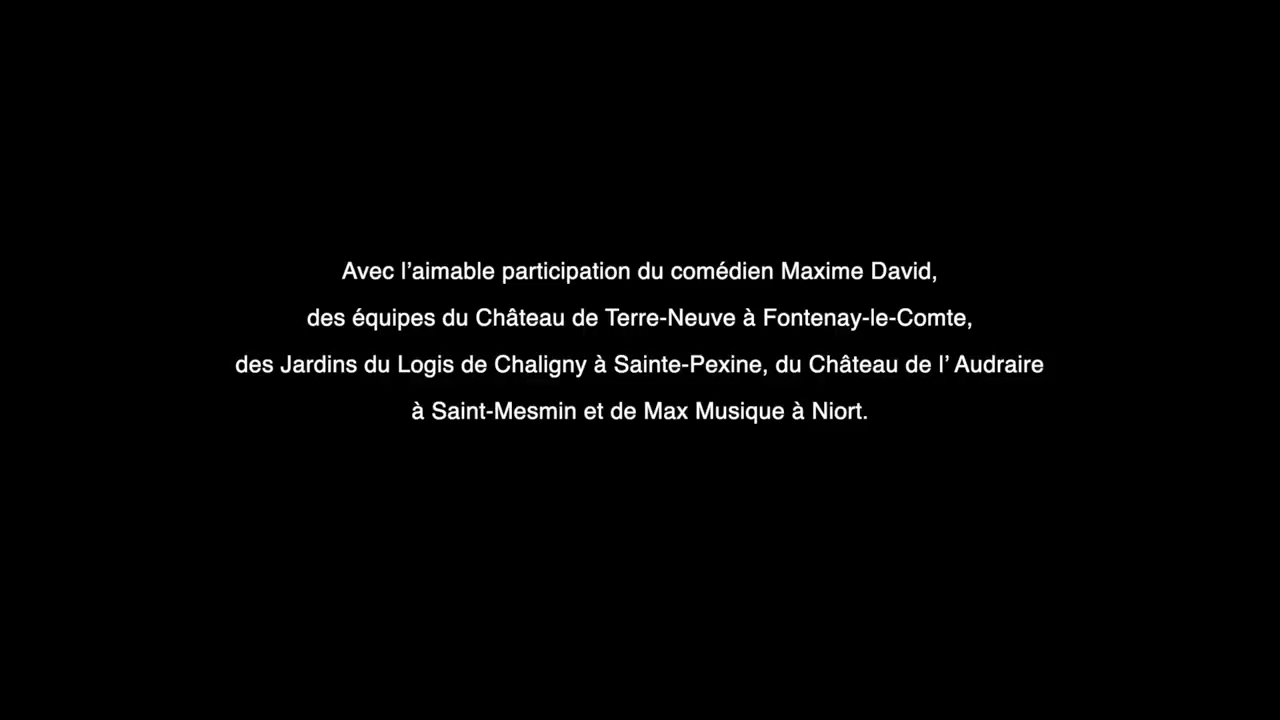 Avec l’aimable participation du comédien Maxime David,
des équipes du Château de Terre-Neuve à Fontenay-le-Comte,
des Jardins du Logis de Chaligny à Sainte-Pexine, du Château de l’ Audraire
à Saint-Mesmin et de Max Musique à Niort.